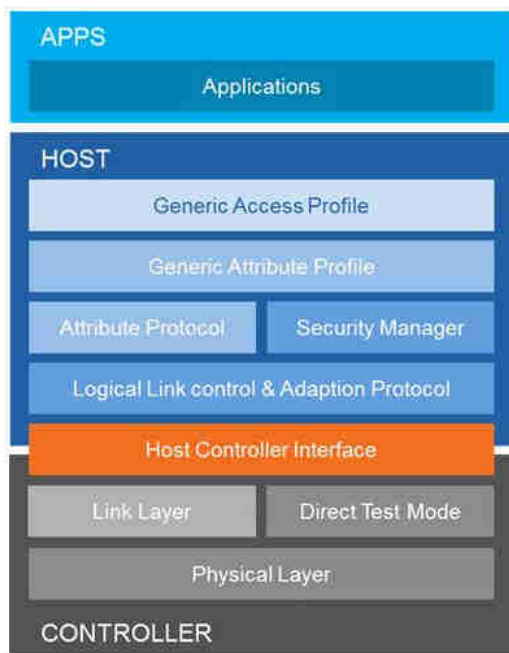 APPS
Applications
HOST
Generic Access Profile
Generic Attribute Profile
Attribute Protocol
Security Manager
Logical Link control & Adaption Protocol
Host Controller Interface
Link Layer
Direct Test Mode
Physical Layer
CONTROLLER